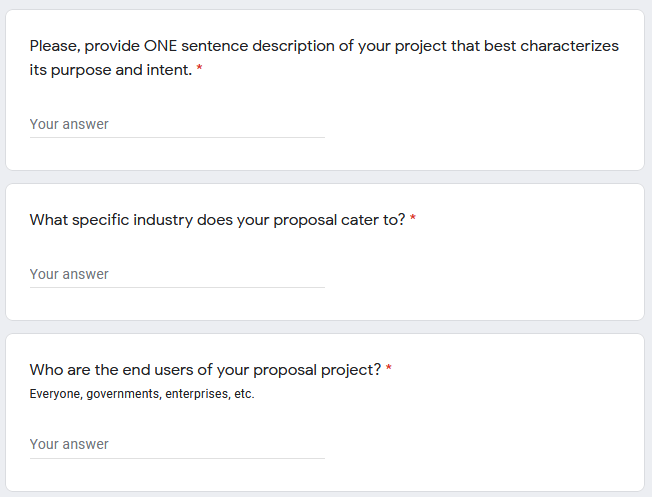 Please, provide ONE sentence description of your project that best characterizes
its purpose and intent. *
Your answer
What specific industry does your proposal cater to? *
Your answer
Who are the end users of your proposal project? *
Everyone, governments, enterprises, etc.
Your answer